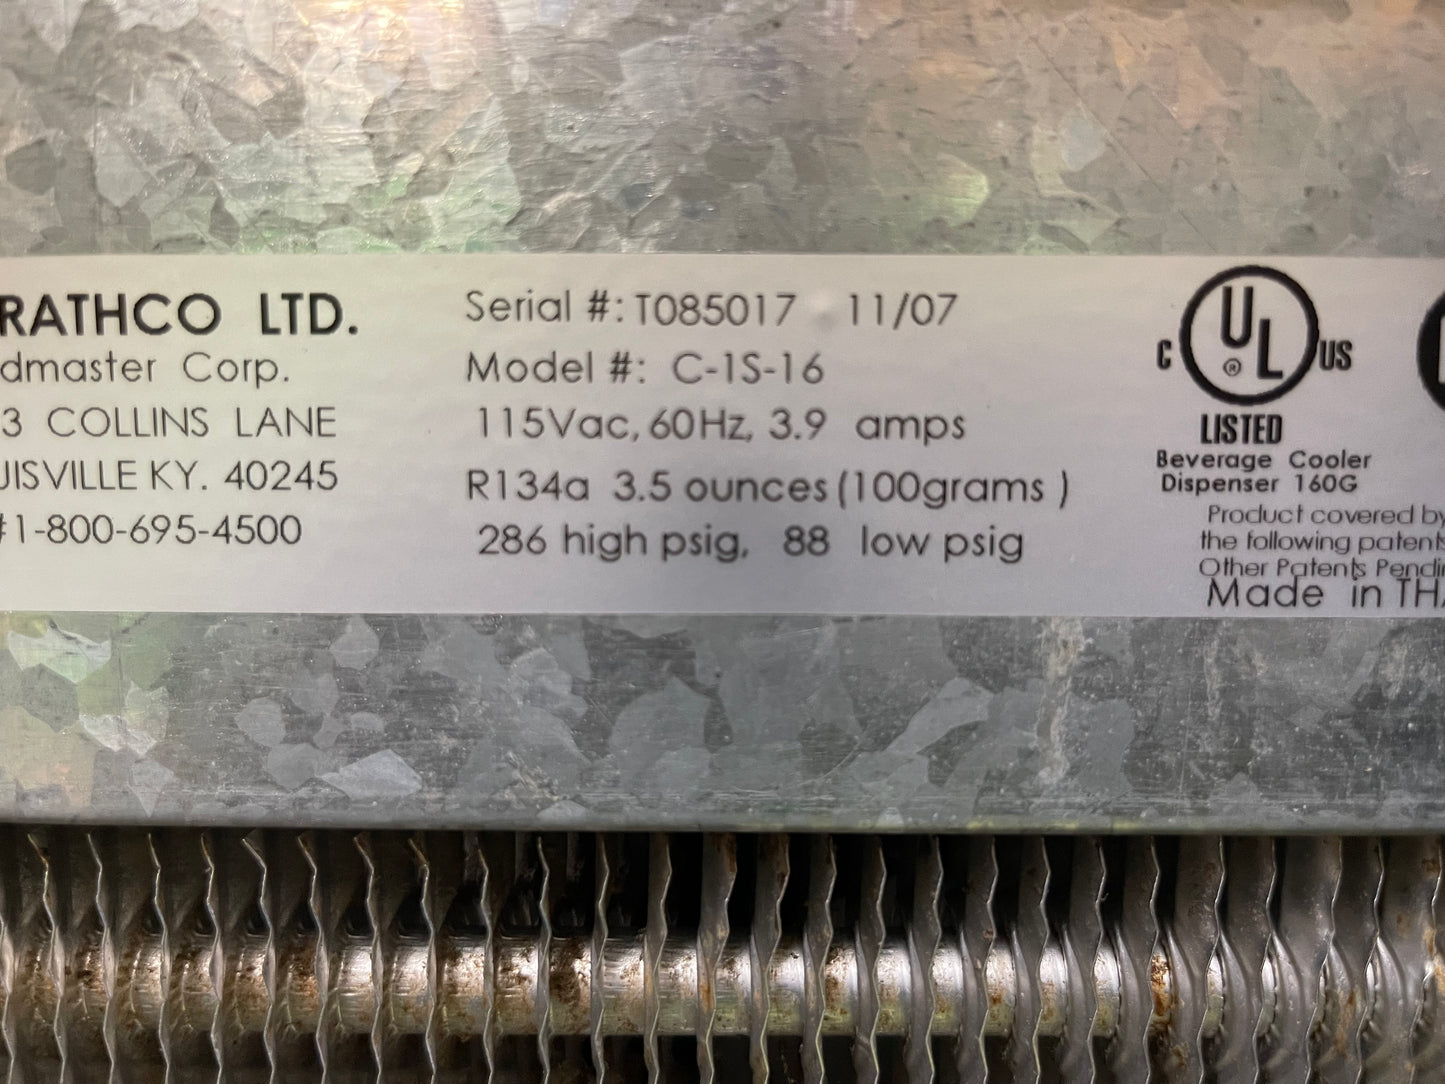 RATHCO LTD.
dmaster Corp.
3 COLLINS LANE
UISVILLE KY. 40245
#1-800-695-4500
Serial #: T085017 11/07
Model #: C-1S-16
115Vac, 60Hz, 3.9 amps
R134a 3.5 ounces (100grams )
286 high psig, 88 low psig
C UL ® US
LISTED
Beverage Cooler
Dispenser 160G
Product covered by
the following patents
Other Patents Pendin
Made in THA